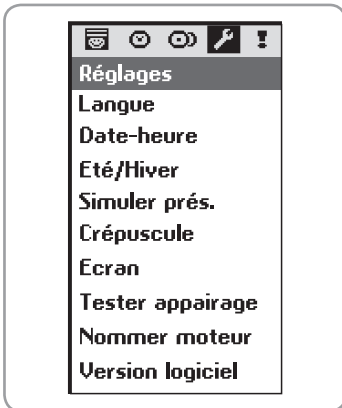 Réglages
Langue
Date-heure
Eté/Hiver
Simuler prés.
Crépuscule
Ecran
Tester appairage
Nommer moteur
Version logiciel